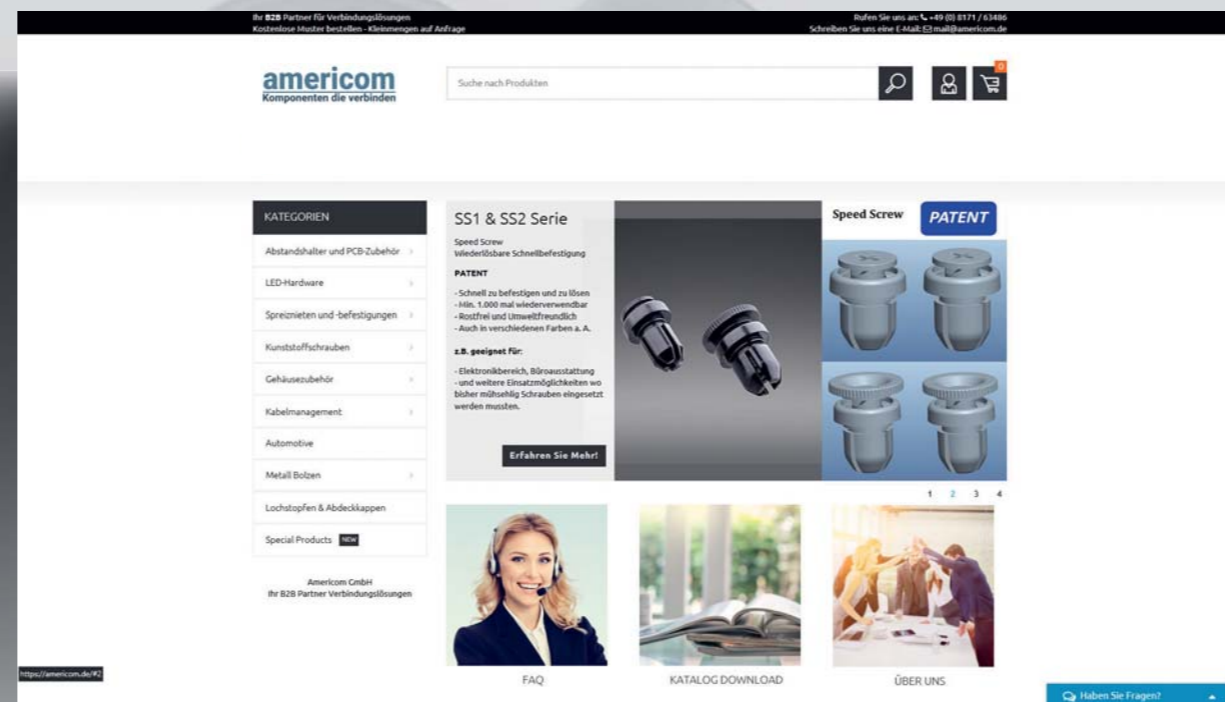 Ihr B2B Partner für Verbindungslösungen
Kostenlose Muster bestellen - Kleinmengen auf Anfrage
Rufen Sie uns an: +49 (0) 8171 / 63486
Schreiben Sie uns eine E-Mail: mail@americom.de
americom
Komponenten die verbinden
Suche nach Produkten
0
KATEGORIEN
Abstandshalter und PCB-Zubehör
LED-Hardware
Spreiznieten und -befestigungen
Kunststoffschrauben
Gehäusezubehör
Kabelmanagement
Automotive
Metall Bolzen
Lochstopfen & Abdeckkappen
Special Products NEW
Americom GmbH
Ihr B2B Partner Verbindungslösungen
SS1 & SS2 Serie
Speed Screw
Wiederlösbare Schnellbefestigung
PATENT
- Schnell zu befestigen und zu lösen
- Min. 1.000 mal wiederverwendbar
- Rostfrei und Umweltfreundlich
- Auch in verschiedenen Farben a. A.
z.B. geeignet für:
- Elektronikbereich, Büroausstattung
- und weitere Einsatzmöglichkeiten wo
bisher mühsehlig Schrauben eingesetzt
werden mussten.
Erfahren Sie Mehr!
Speed Screw
PATENT
1 2 3 4
FAQ
KATALOG DOWNLOAD
ÜBER UNS
https://americom.de/#2
Haben Sie Fragen?